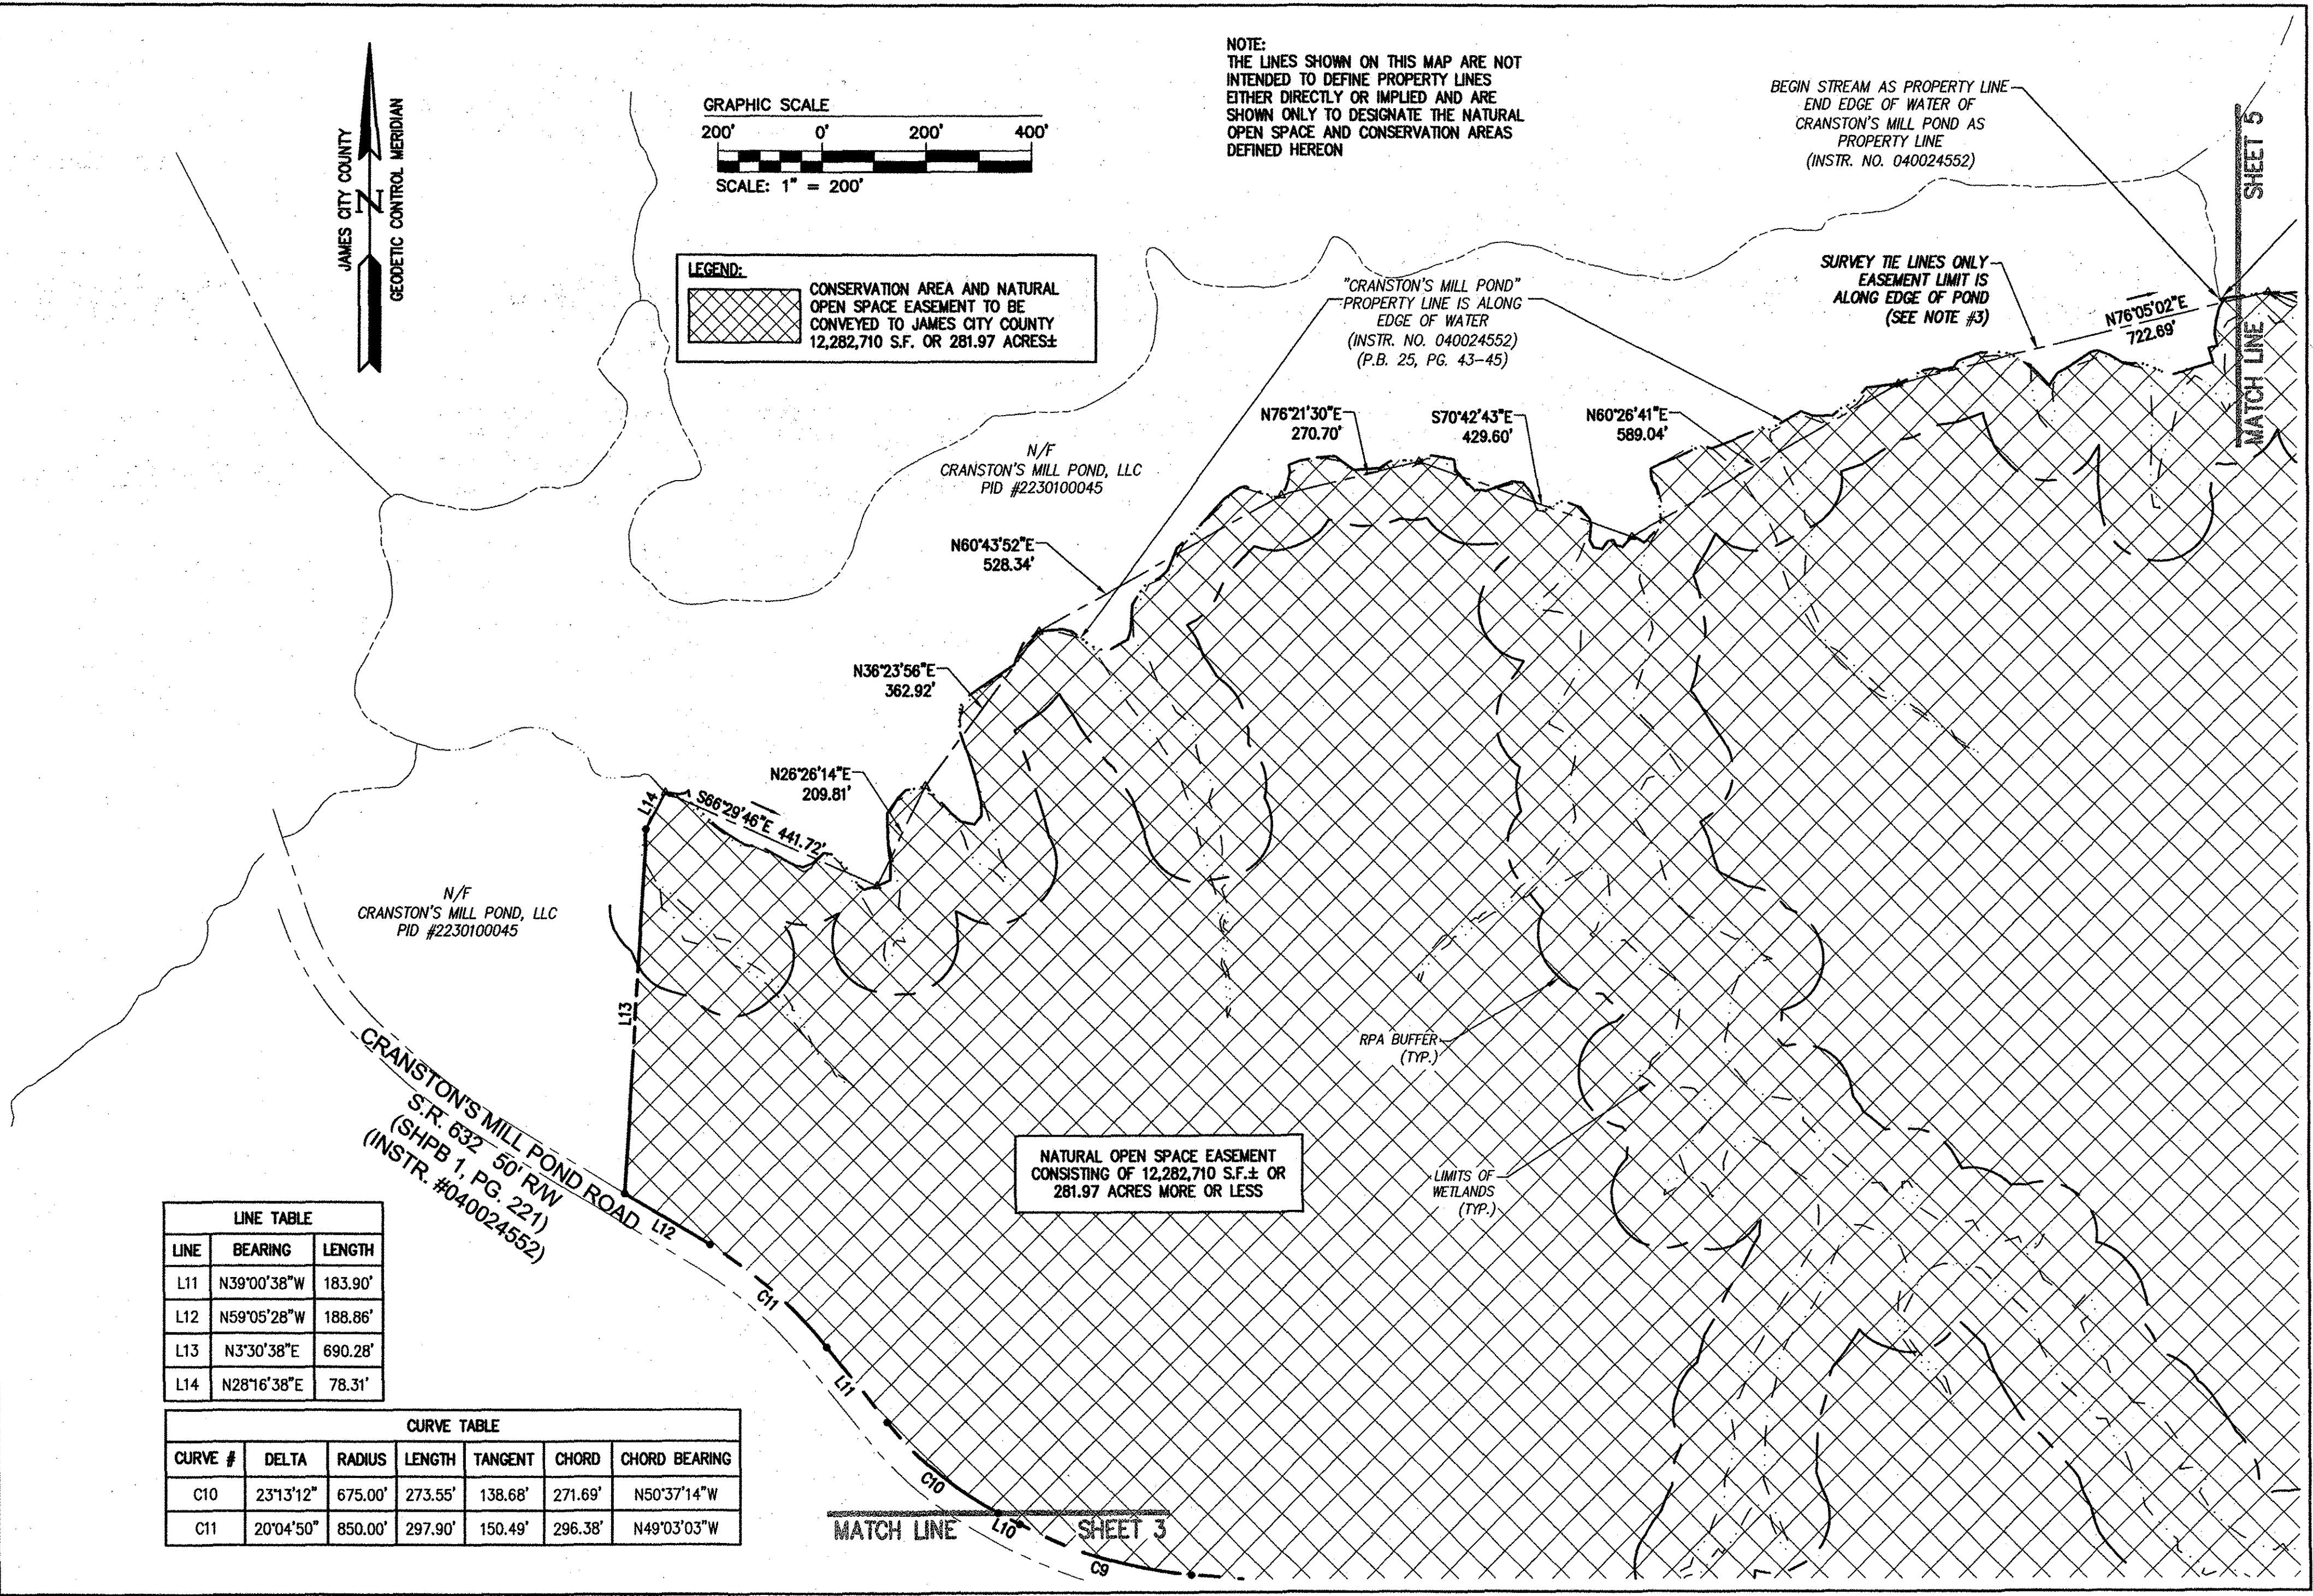 JAMES CITY COUNTY
N
GEODETIC CONTROL MERIDIAN
GRAPHIC SCALE
200' 0' 200' 400'
SCALE: 1" = 200'
NOTE:
THE LINES SHOWN ON THIS MAP ARE NOT
INTENDED TO DEFINE PROPERTY LINES
EITHER DIRECTLY OR IMPLIED AND ARE
SHOWN ONLY TO DESIGNATE THE NATURAL
OPEN SPACE AND CONSERVATION AREAS
DEFINED HEREON
BEGIN STREAM AS PROPERTY LINE
END EDGE OF WATER OF
CRANSTON'S MILL POND AS
PROPERTY LINE
(INSTR. NO. 040024552)
MATCH LINE SHEET 5
LEGEND:
CONSERVATION AREA AND NATURAL
OPEN SPACE EASEMENT TO BE
CONVEYED TO JAMES CITY COUNTY
12,282,710 S.F. OR 281.97 ACRES±
"CRANSTON'S MILL POND"
PROPERTY LINE IS ALONG
EDGE OF WATER
(INSTR. NO. 040024552)
(P.B. 25, PG. 43-45)
SURVEY TIE LINES ONLY
EASEMENT LIMIT IS
ALONG EDGE OF POND
(SEE NOTE #3)
N76°05'02"E
722.69'
N76°21'30"E
270.70'
S70°42'43"E
429.60'
N60°26'41"E
589.04'
N/F
CRANSTON'S MILL POND, LLC
PID #2230100045
N60°43'52"E
528.34'
N36°23'56"E
362.92'
N26°26'14"E
209.81'
S66°29'46"E 441.72'
L14
N/F
CRANSTON'S MILL POND, LLC
PID #2230100045
L13
CRANSTON'S MILL POND ROAD
S.R. 632 50' R/W
(SHPB 1, PG. 221)
(INSTR. #040024552)
L12
C11
L11
C10
L10
C9
RPA BUFFER
(TYP.)
LIMITS OF
WETLANDS
(TYP.)
NATURAL OPEN SPACE EASEMENT
CONSISTING OF 12,282,710 S.F.± OR
281.97 ACRES MORE OR LESS
LINE TABLE
LINE BEARING LENGTH
L11 N39°00'38"W 183.90'
L12 N59°05'28"W 188.86'
L13 N3°30'38"E 690.28'
L14 N28°16'38"E 78.31'
CURVE TABLE
CURVE # DELTA RADIUS LENGTH TANGENT CHORD CHORD BEARING
C10 23°13'12" 675.00' 273.55' 138.68' 271.69' N50°37'14"W
C11 20°04'50" 850.00' 297.90' 150.49' 296.38' N49°03'03"W
MATCH LINE SHEET 3